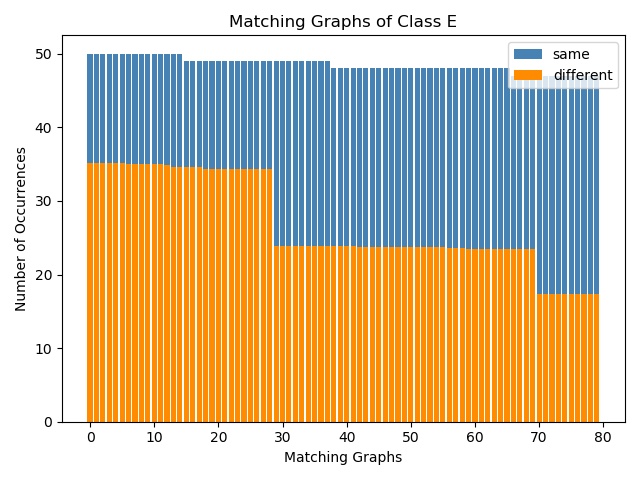 Matching Graphs of Class E
same
different
Number of Occurrences
50
40
30
20
10
0
0 10 20 30 40 50 60 70 80
Matching Graphs